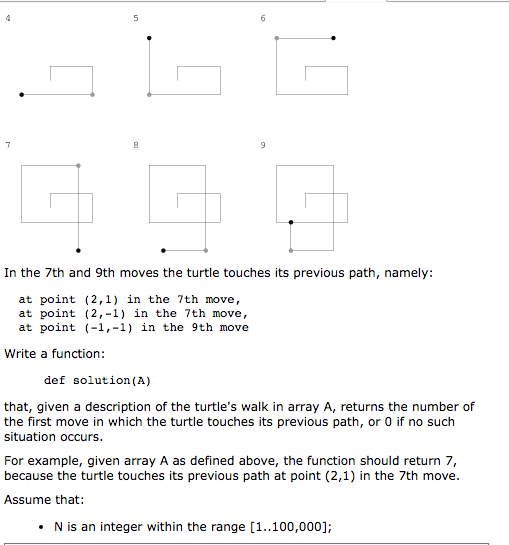 4 5 6
7 8 9
In the 7th and 9th moves the turtle touches its previous path, namely:
at point (2,1) in the 7th move,
at point (2,-1) in the 7th move,
at point (-1,-1) in the 9th move
Write a function:
def solution(A)
that, given a description of the turtle's walk in array A, returns the number of
the first move in which the turtle touches its previous path, or 0 if no such
situation occurs.
For example, given array A as defined above, the function should return 7,
because the turtle touches its previous path at point (2,1) in the 7th move.
Assume that:
• N is an integer within the range [1..100,000];